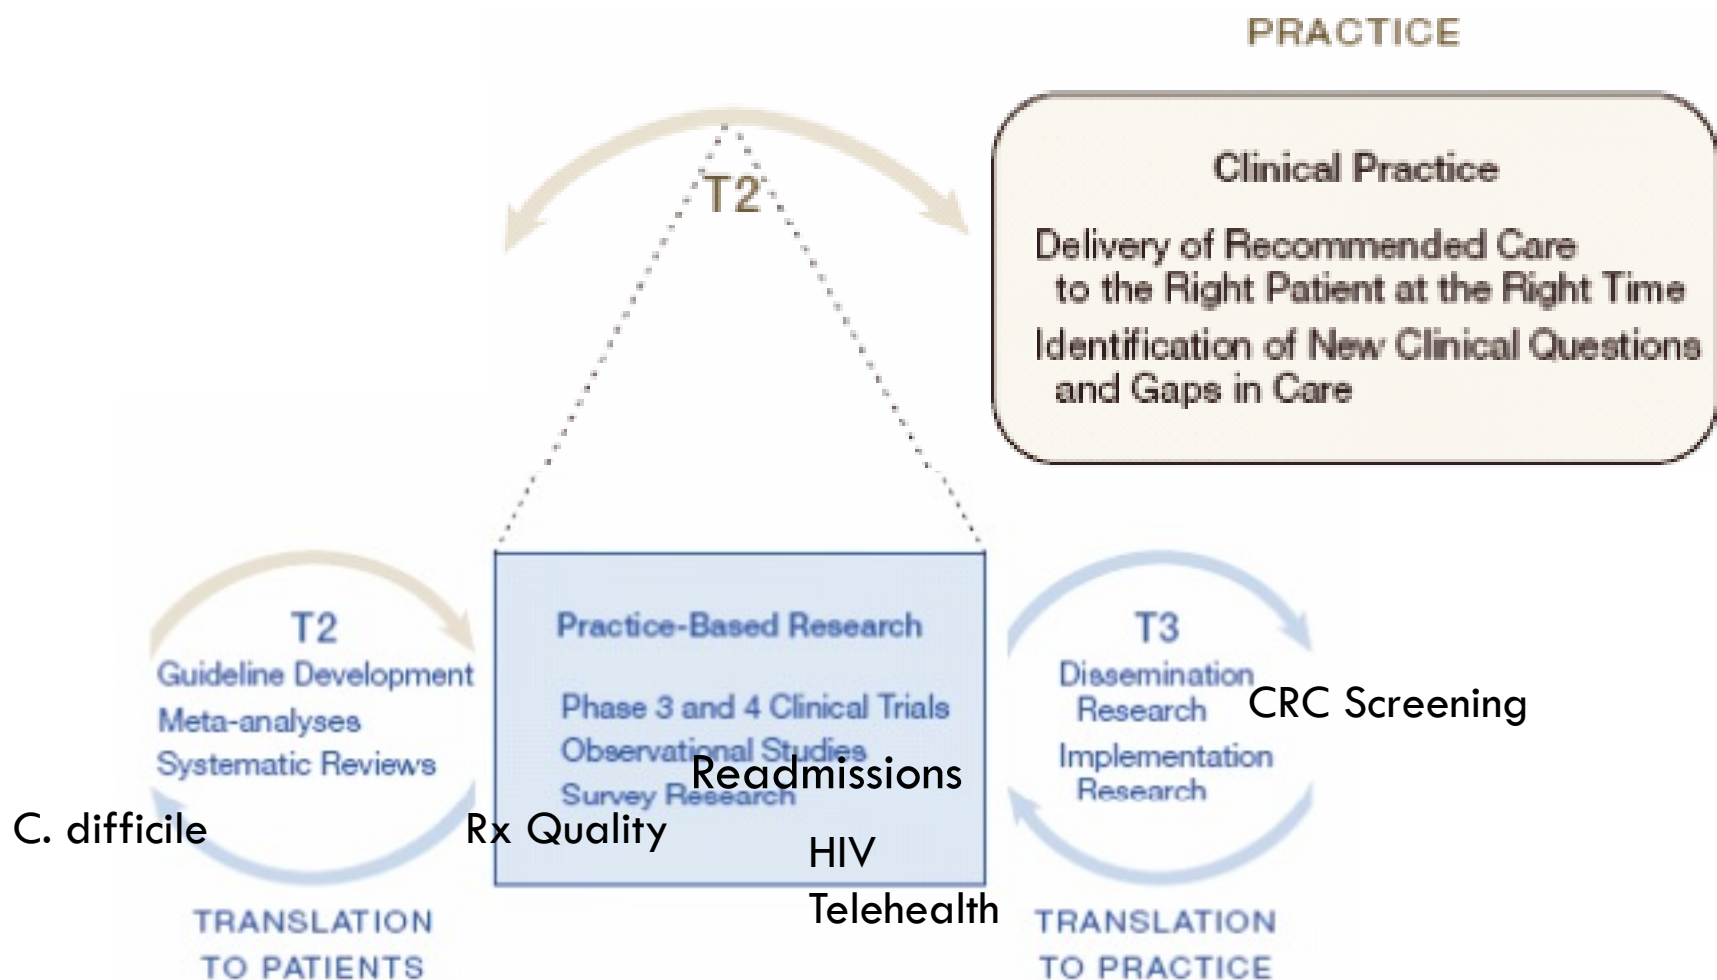 PRACTICE
T2
Clinical Practice
Delivery of Recommended Care
to the Right Patient at the Right Time
Identification of New Clinical Questions
and Gaps in Care
T2
Guideline Development
Meta-analyses
Systematic Reviews
C. difficile
TRANSLATION
TO PATIENTS
Practice-Based Research
Phase 3 and 4 Clinical Trials
Observational Studies
Readmissions
Survey Research
Rx Quality
HIV
Telehealth
T3
Dissemination
Research
CRC Screening
Implementation
Research
TRANSLATION
TO PRACTICE